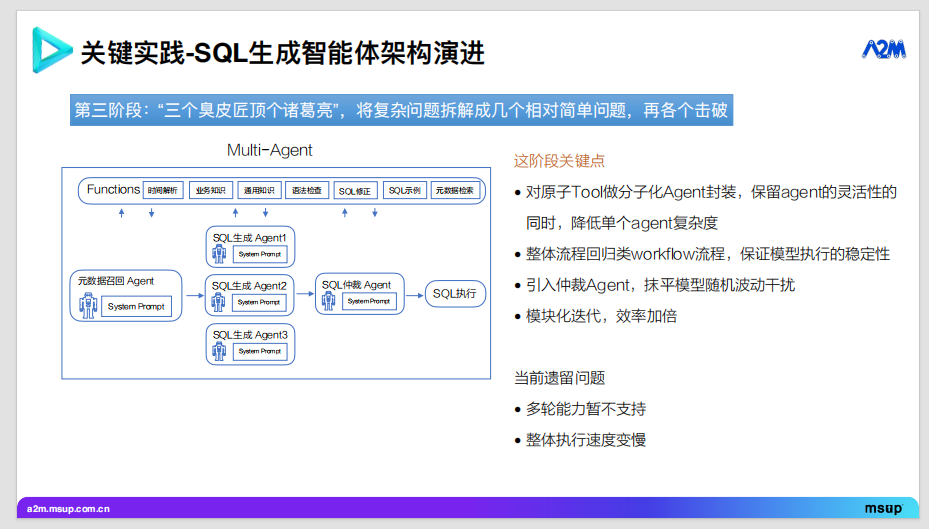 关键实践-SQL生成智能体架构演进
A2M
第三阶段：“三个臭皮匠顶个诸葛亮”，将复杂问题拆解成几个相对简单问题，再各个击破
Multi-Agent
Functions 时间解析 业务知识 通用知识 语法检查 SQL修正 SQL示例 元数据检索
元数据召回 Agent
System Prompt
SQL生成 Agent1
System Prompt
SQL生成 Agent2
System Prompt
SQL生成 Agent3
System Prompt
SQL仲裁 Agent
System Prompt
SQL执行
这阶段关键点
• 对原子Tool做分子化Agent封装，保留agent的灵活性的
同时，降低单个agent复杂度
• 整体流程回归类workflow流程，保证模型执行的稳定性
• 引入仲裁Agent，抹平模型随机波动干扰
• 模块化迭代，效率加倍
当前遗留问题
• 多轮能力暂不支持
• 整体执行速度变慢
a2m.msup.com.cn
msup